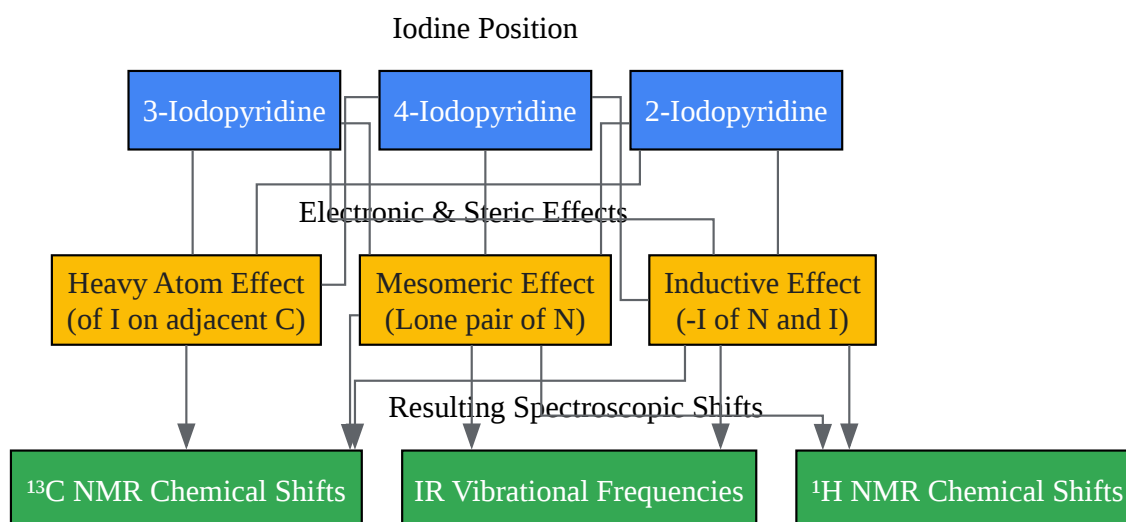 Iodine Position
3-Iodopyridine
4-Iodopyridine
2-Iodopyridine
Electronic & Steric Effects
Heavy Atom Effect
(of I on adjacent C)
Mesomeric Effect
(Lone pair of N)
Inductive Effect
(-I of N and I)
Resulting Spectroscopic Shifts
¹³C NMR Chemical Shifts
IR Vibrational Frequencies
¹H NMR Chemical Shifts